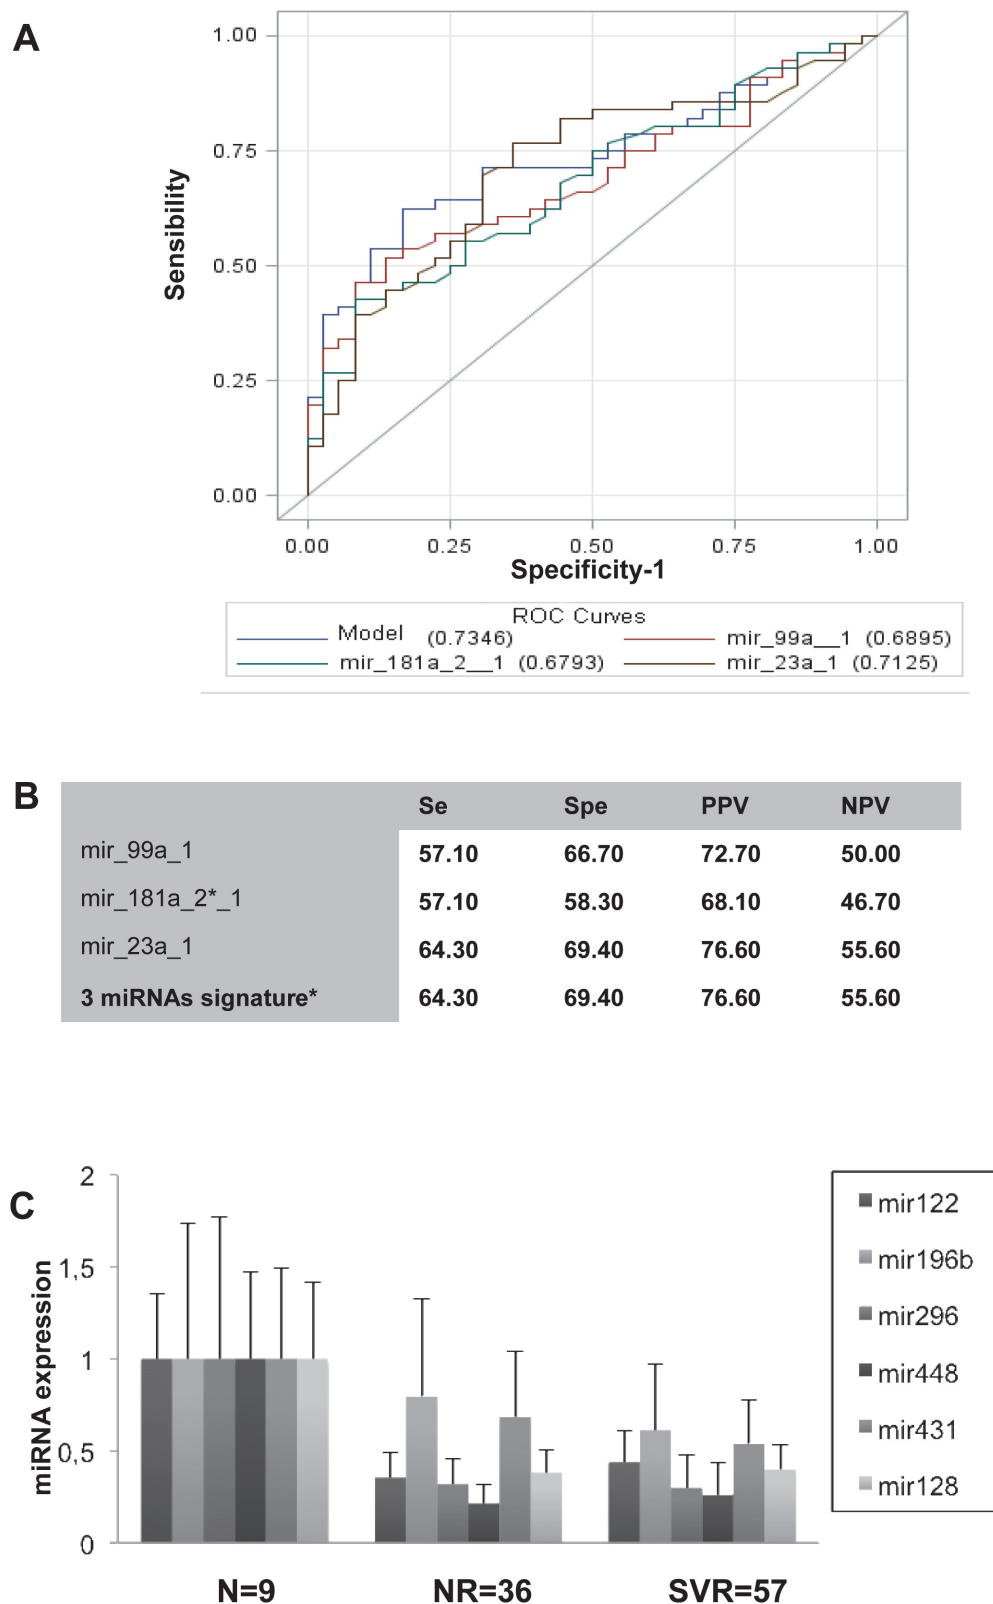 A
1.00
0.75
0.50
0.25
0.00
Sensibility
0.00 0.25 0.50 0.75 1.00
Specificity-1
ROC Curves
Model (0.7346) mir_99a__1 (0.6895)
mir_181a_2__1 (0.6793) mir_23a_1 (0.7125)
B
Se Spe PPV NPV
mir_99a_1 57.10 66.70 72.70 50.00
mir_181a_2*_1 57.10 58.30 68.10 46.70
mir_23a_1 64.30 69.40 76.60 55.60
3 miRNAs signature* 64.30 69.40 76.60 55.60
C
2
1,5
1
0,5
0
miRNA expression
N=9 NR=36 SVR=57
mir122
mir196b
mir296
mir448
mir431
mir128